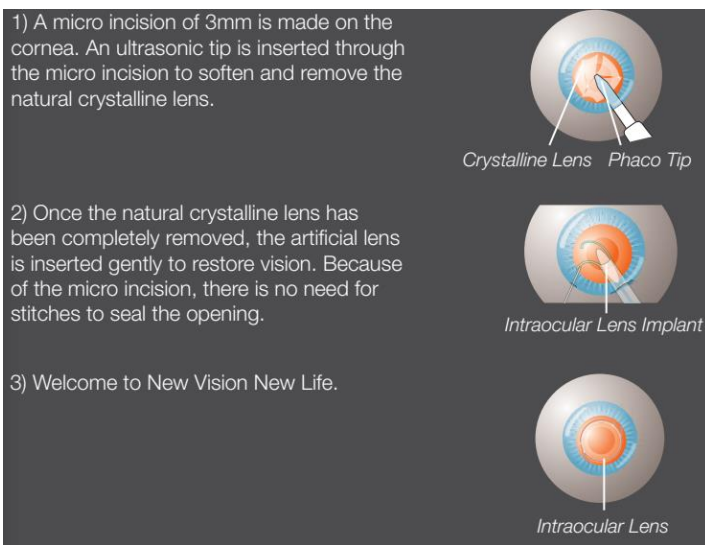 1) A micro incision of 3mm is made on the
cornea. An ultrasonic tip is inserted through
the micro incision to soften and remove the
natural crystalline lens.
Crystalline Lens Phaco Tip
2) Once the natural crystalline lens has
been completely removed, the artificial lens
is inserted gently to restore vision. Because
of the micro incision, there is no need for
stitches to seal the opening.
Intraocular Lens Implant
3) Welcome to New Vision New Life.
Intraocular Lens